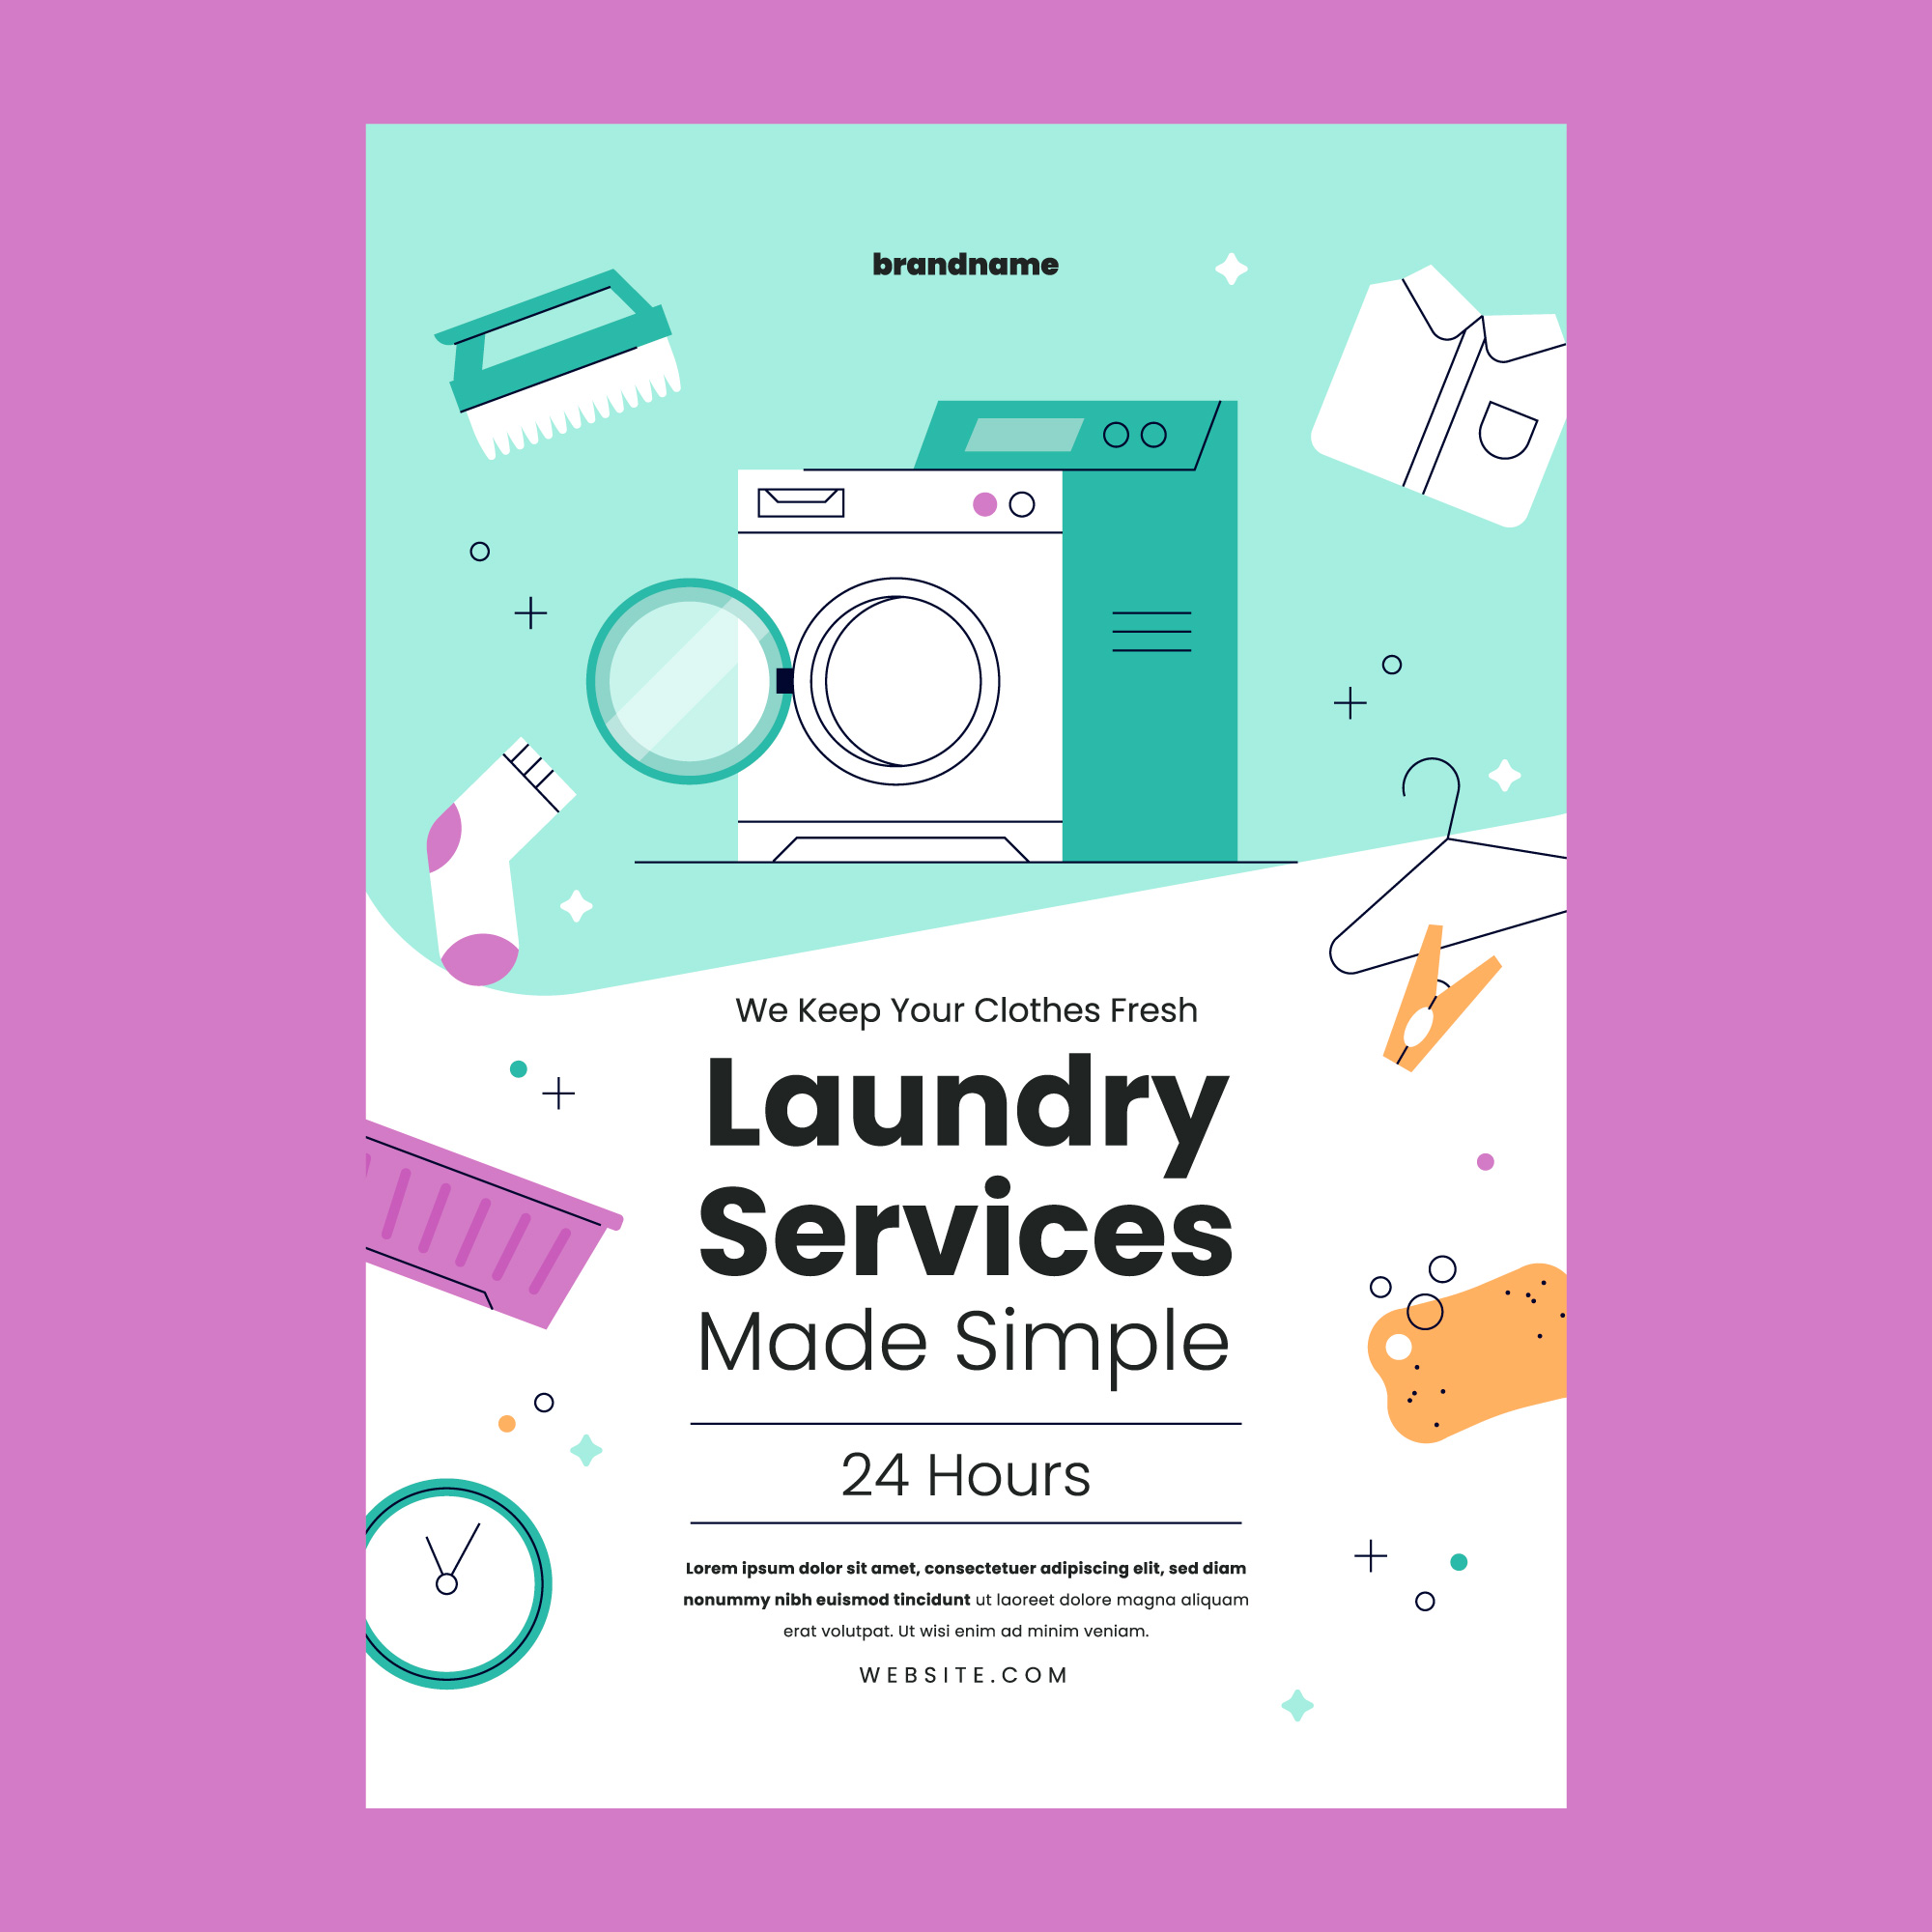 brandname
We Keep Your Clothes Fresh
Laundry
Services
Made Simple
24 Hours
Lorem ipsum dolor sit amet, consectetuer adipiscing elit, sed diam
nonummy nibh euismod tincidunt ut laoreet dolore magna aliquam
erat volutpat. Ut wisi enim ad minim veniam.
WEBSITE.COM